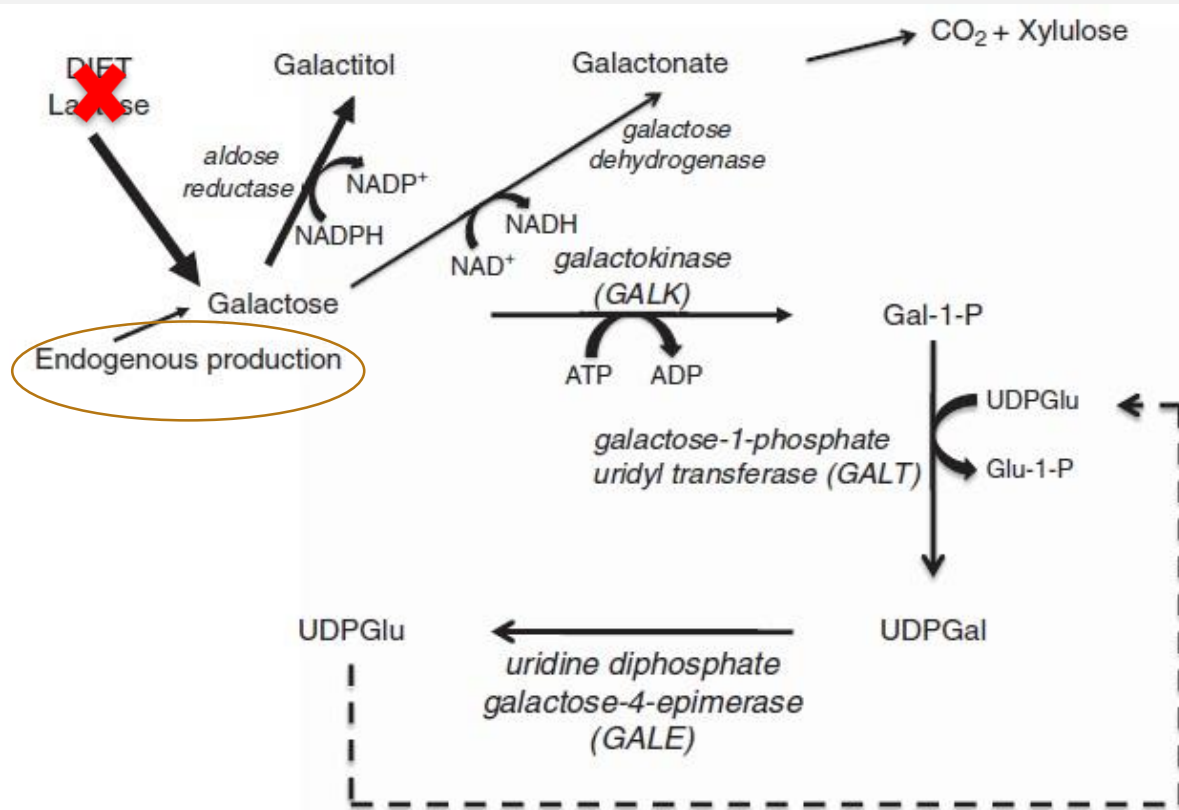 DIET
Lactose
Galactitol
Galactonate
CO₂ + Xylulose
aldose
reductase
NADP⁺
NADPH
galactose
dehydrogenase
NADH
NAD⁺
Galactose
Endogenous production
galactokinase
(GALK)
ATP
ADP
Gal-1-P
UDPGlu
Glu-1-P
galactose-1-phosphate
uridyl transferase (GALT)
UDPGlu
UDPGal
uridine diphosphate
galactose-4-epimerase
(GALE)